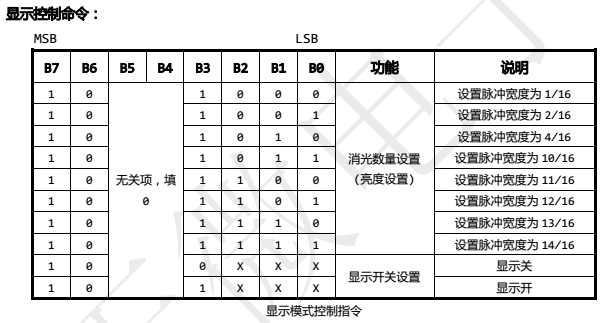 显示控制命令：
MSB LSB
B7 B6 B5 B4 B3 B2 B1 B0 功能 说明
1 0 1 0 0 0 设置脉冲宽度为 1/16
1 0 1 0 0 1 设置脉冲宽度为 2/16
1 0 1 0 1 0 设置脉冲宽度为 4/16
1 0 1 0 1 1 消光数量设置 设置脉冲宽度为 10/16
1 0 无关项，填 1 1 0 0 (亮度设置) 设置脉冲宽度为 11/16
1 0 0 1 1 0 1 设置脉冲宽度为 12/16
1 0 1 1 1 0 设置脉冲宽度为 13/16
1 0 1 1 1 1 设置脉冲宽度为 14/16
1 0 0 X X X 显示开关设置 显示关
1 0 1 X X X 显示开
显示模式控制指令